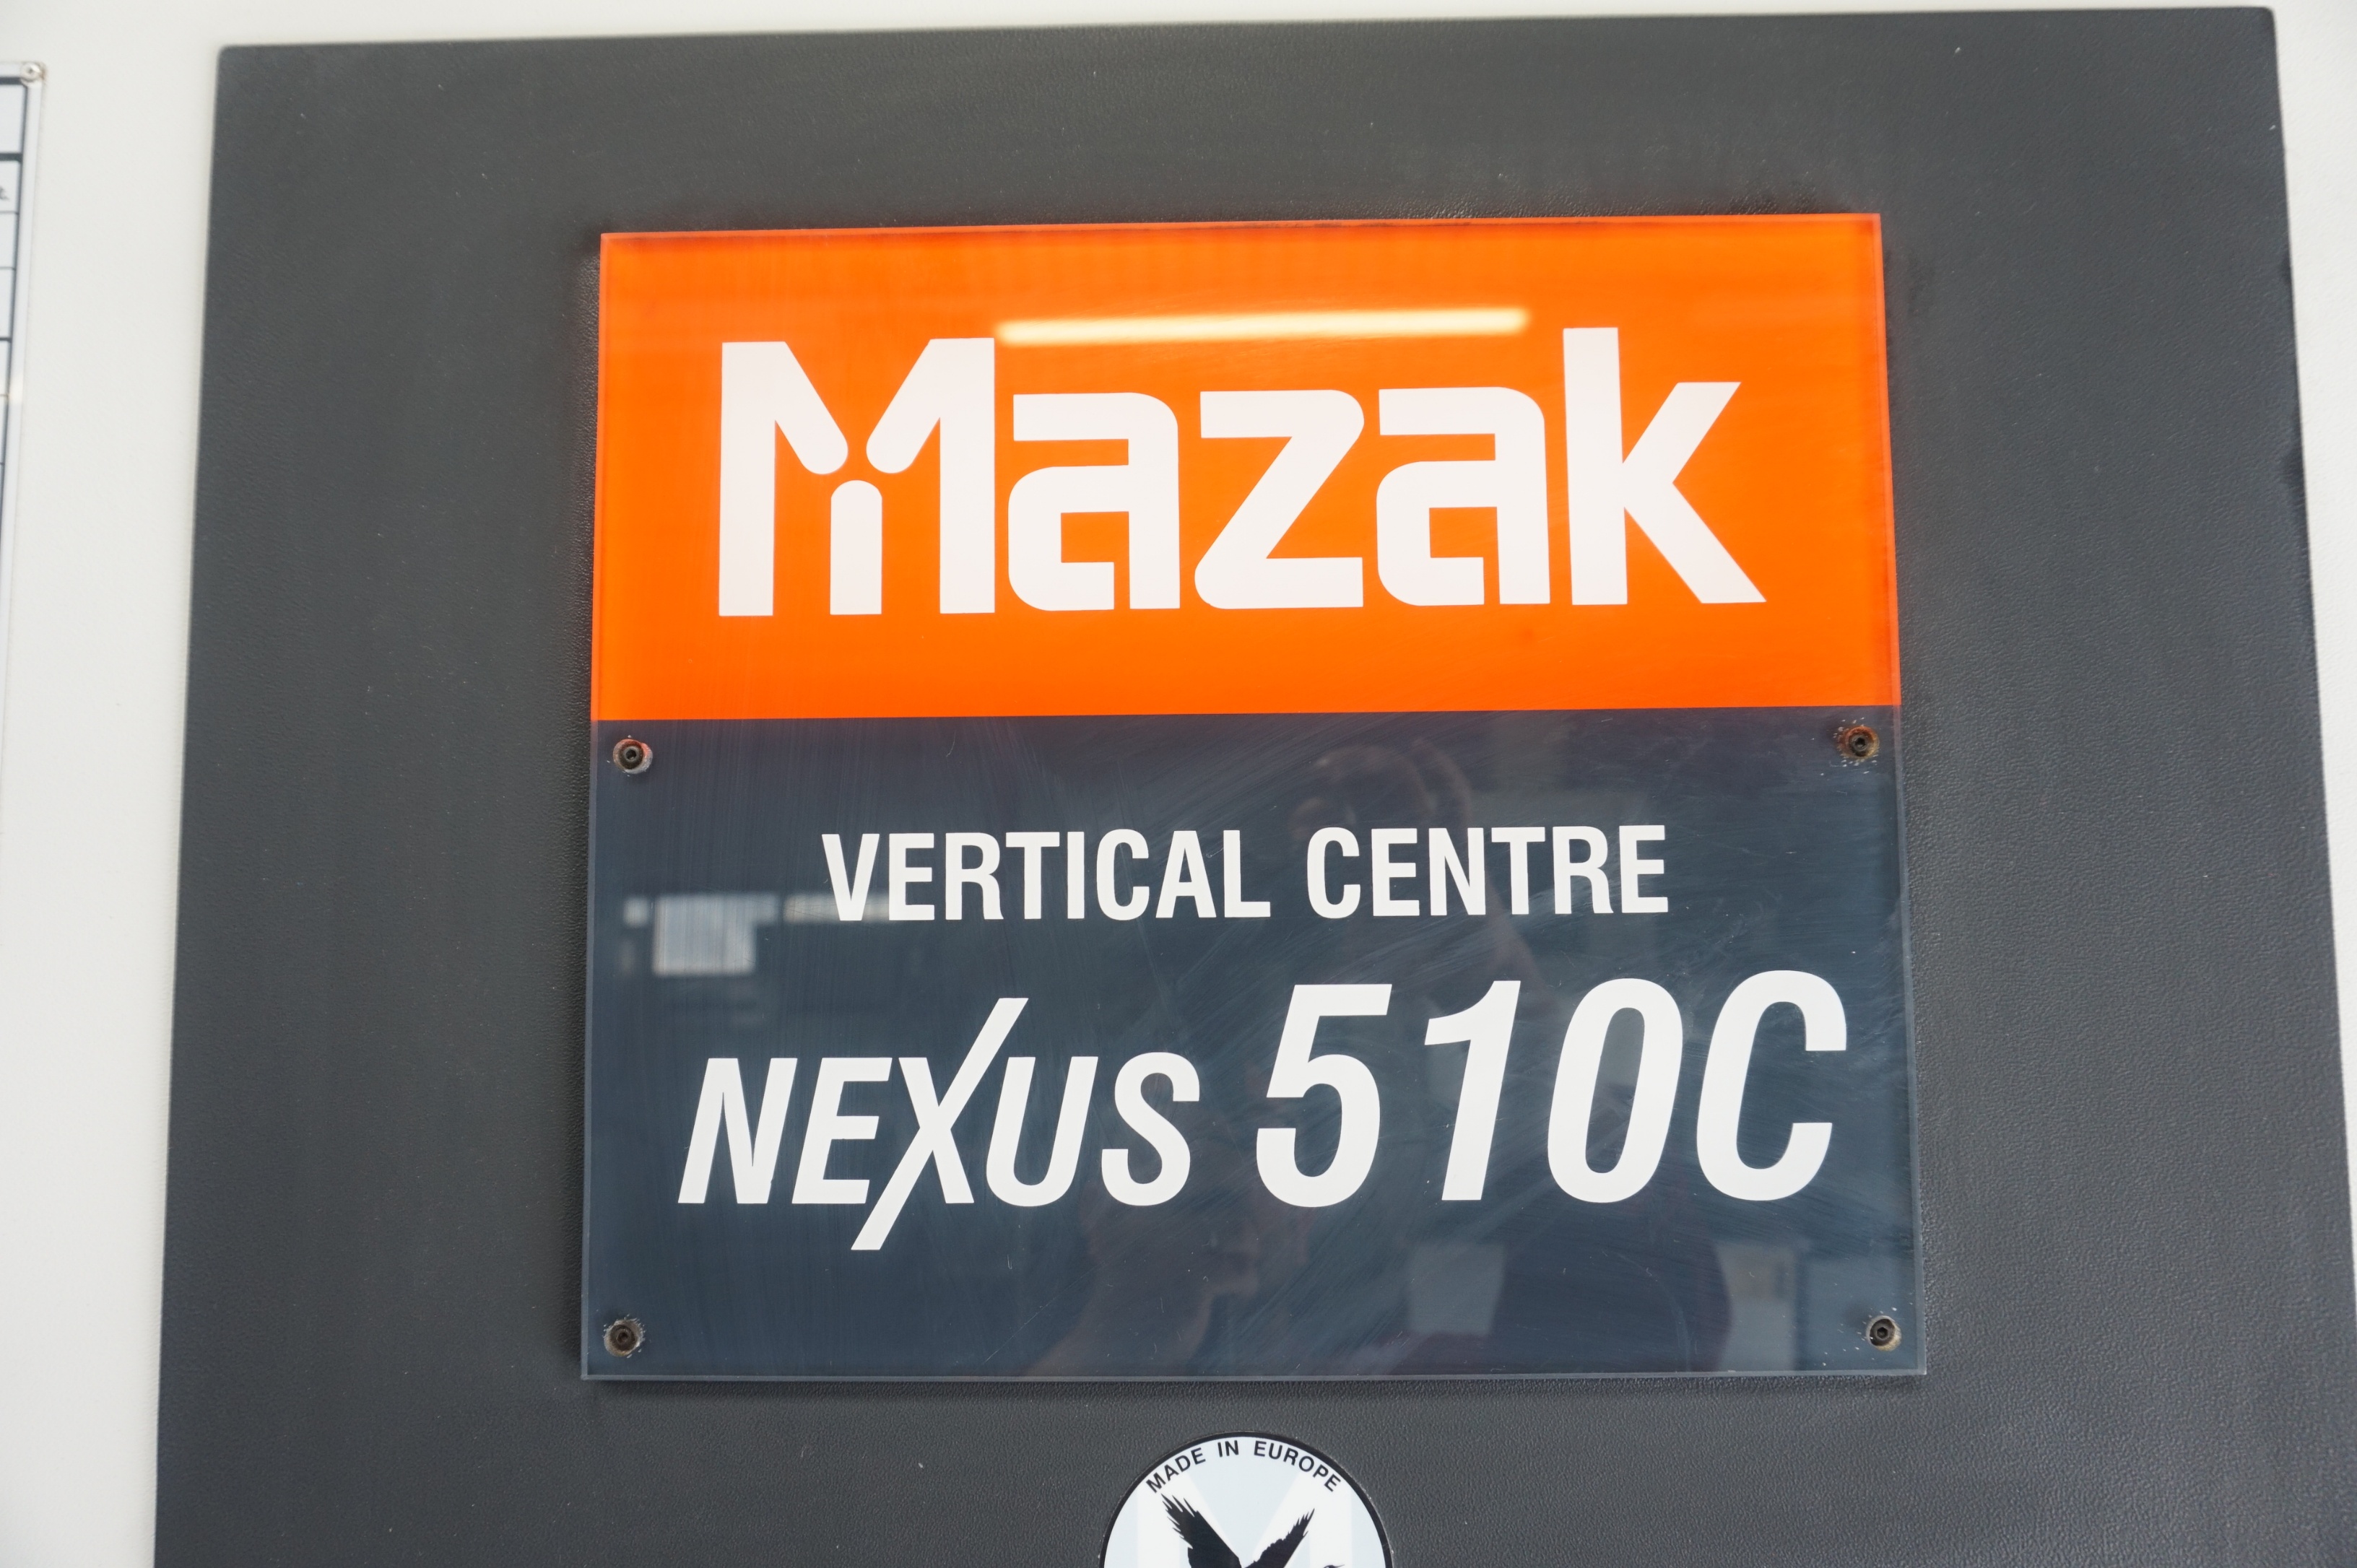 Mazak
VERTICAL CENTRE
NEXUS 510C
MADE IN EUROPE